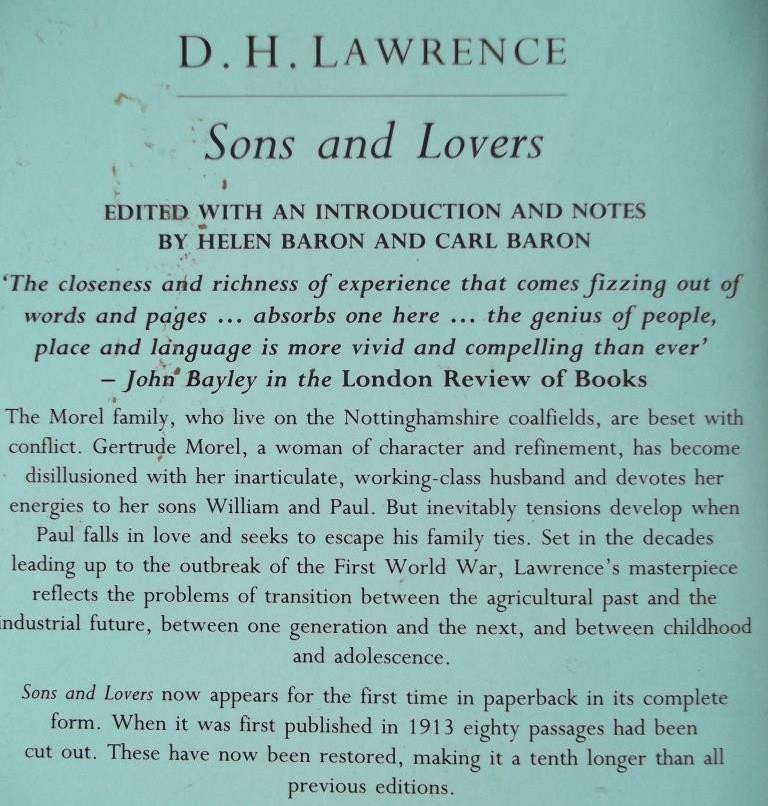 D. H. LAWRENCE
Sons and Lovers
EDITED WITH AN INTRODUCTION AND NOTES
BY HELEN BARON AND CARL BARON
‘The closeness and richness of experience that comes fizzing out of
words and pages ... absorbs one here ... the genius of people,
place and language is more vivid and compelling than ever’
– John Bayley in the London Review of Books
The Morel family, who live on the Nottinghamshire coalfields, are beset with
conflict. Gertrude Morel, a woman of character and refinement, has become
disillusioned with her inarticulate, working-class husband and devotes her
energies to her sons William and Paul. But inevitably tensions develop when
Paul falls in love and seeks to escape his family ties. Set in the decades
leading up to the outbreak of the First World War, Lawrence’s masterpiece
reflects the problems of transition between the agricultural past and the
industrial future, between one generation and the next, and between childhood
and adolescence.
Sons and Lovers now appears for the first time in paperback in its complete
form. When it was first published in 1913 eighty passages had been
cut out. These have now been restored, making it a tenth longer than all
previous editions.